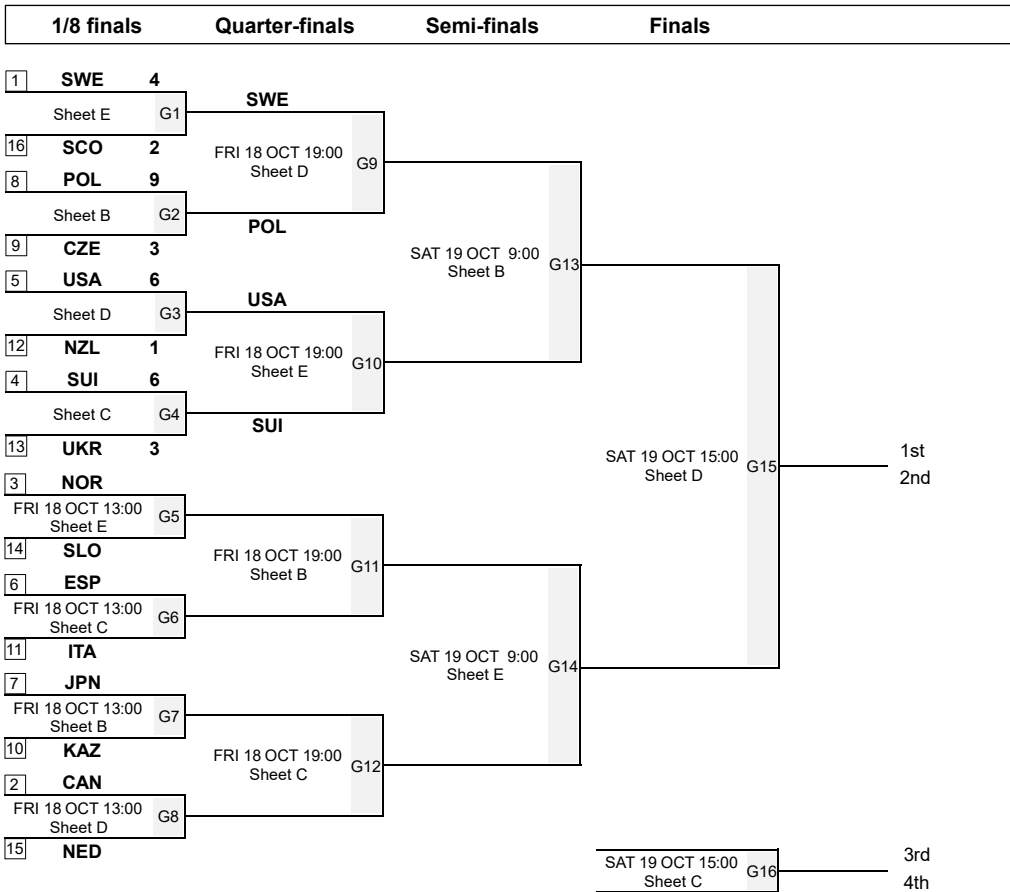 1/8 finals Quarter-finals Semi-finals Finals
1 SWE 4
SWE
Sheet E G1
16 SCO 2
FRI 18 OCT 19:00
Sheet D G9
8 POL 9
Sheet B G2
POL
9 CZE 3
SAT 19 OCT 9:00
Sheet B G13
5 USA 6
USA
Sheet D G3
12 NZL 1
FRI 18 OCT 19:00
Sheet E G10
4 SUI 6
Sheet C G4
SUI
13 UKR 3
SAT 19 OCT 15:00
Sheet D G15
1st
2nd
3 NOR
FRI 18 OCT 13:00
Sheet E G5
14 SLO
FRI 18 OCT 19:00
Sheet B G11
6 ESP
FRI 18 OCT 13:00
Sheet C G6
11 ITA
SAT 19 OCT 9:00
Sheet E G14
7 JPN
FRI 18 OCT 13:00
Sheet B G7
10 KAZ
FRI 18 OCT 19:00
Sheet C G12
2 CAN
FRI 18 OCT 13:00
Sheet D G8
15 NED
SAT 19 OCT 15:00
Sheet C G16
3rd
4th